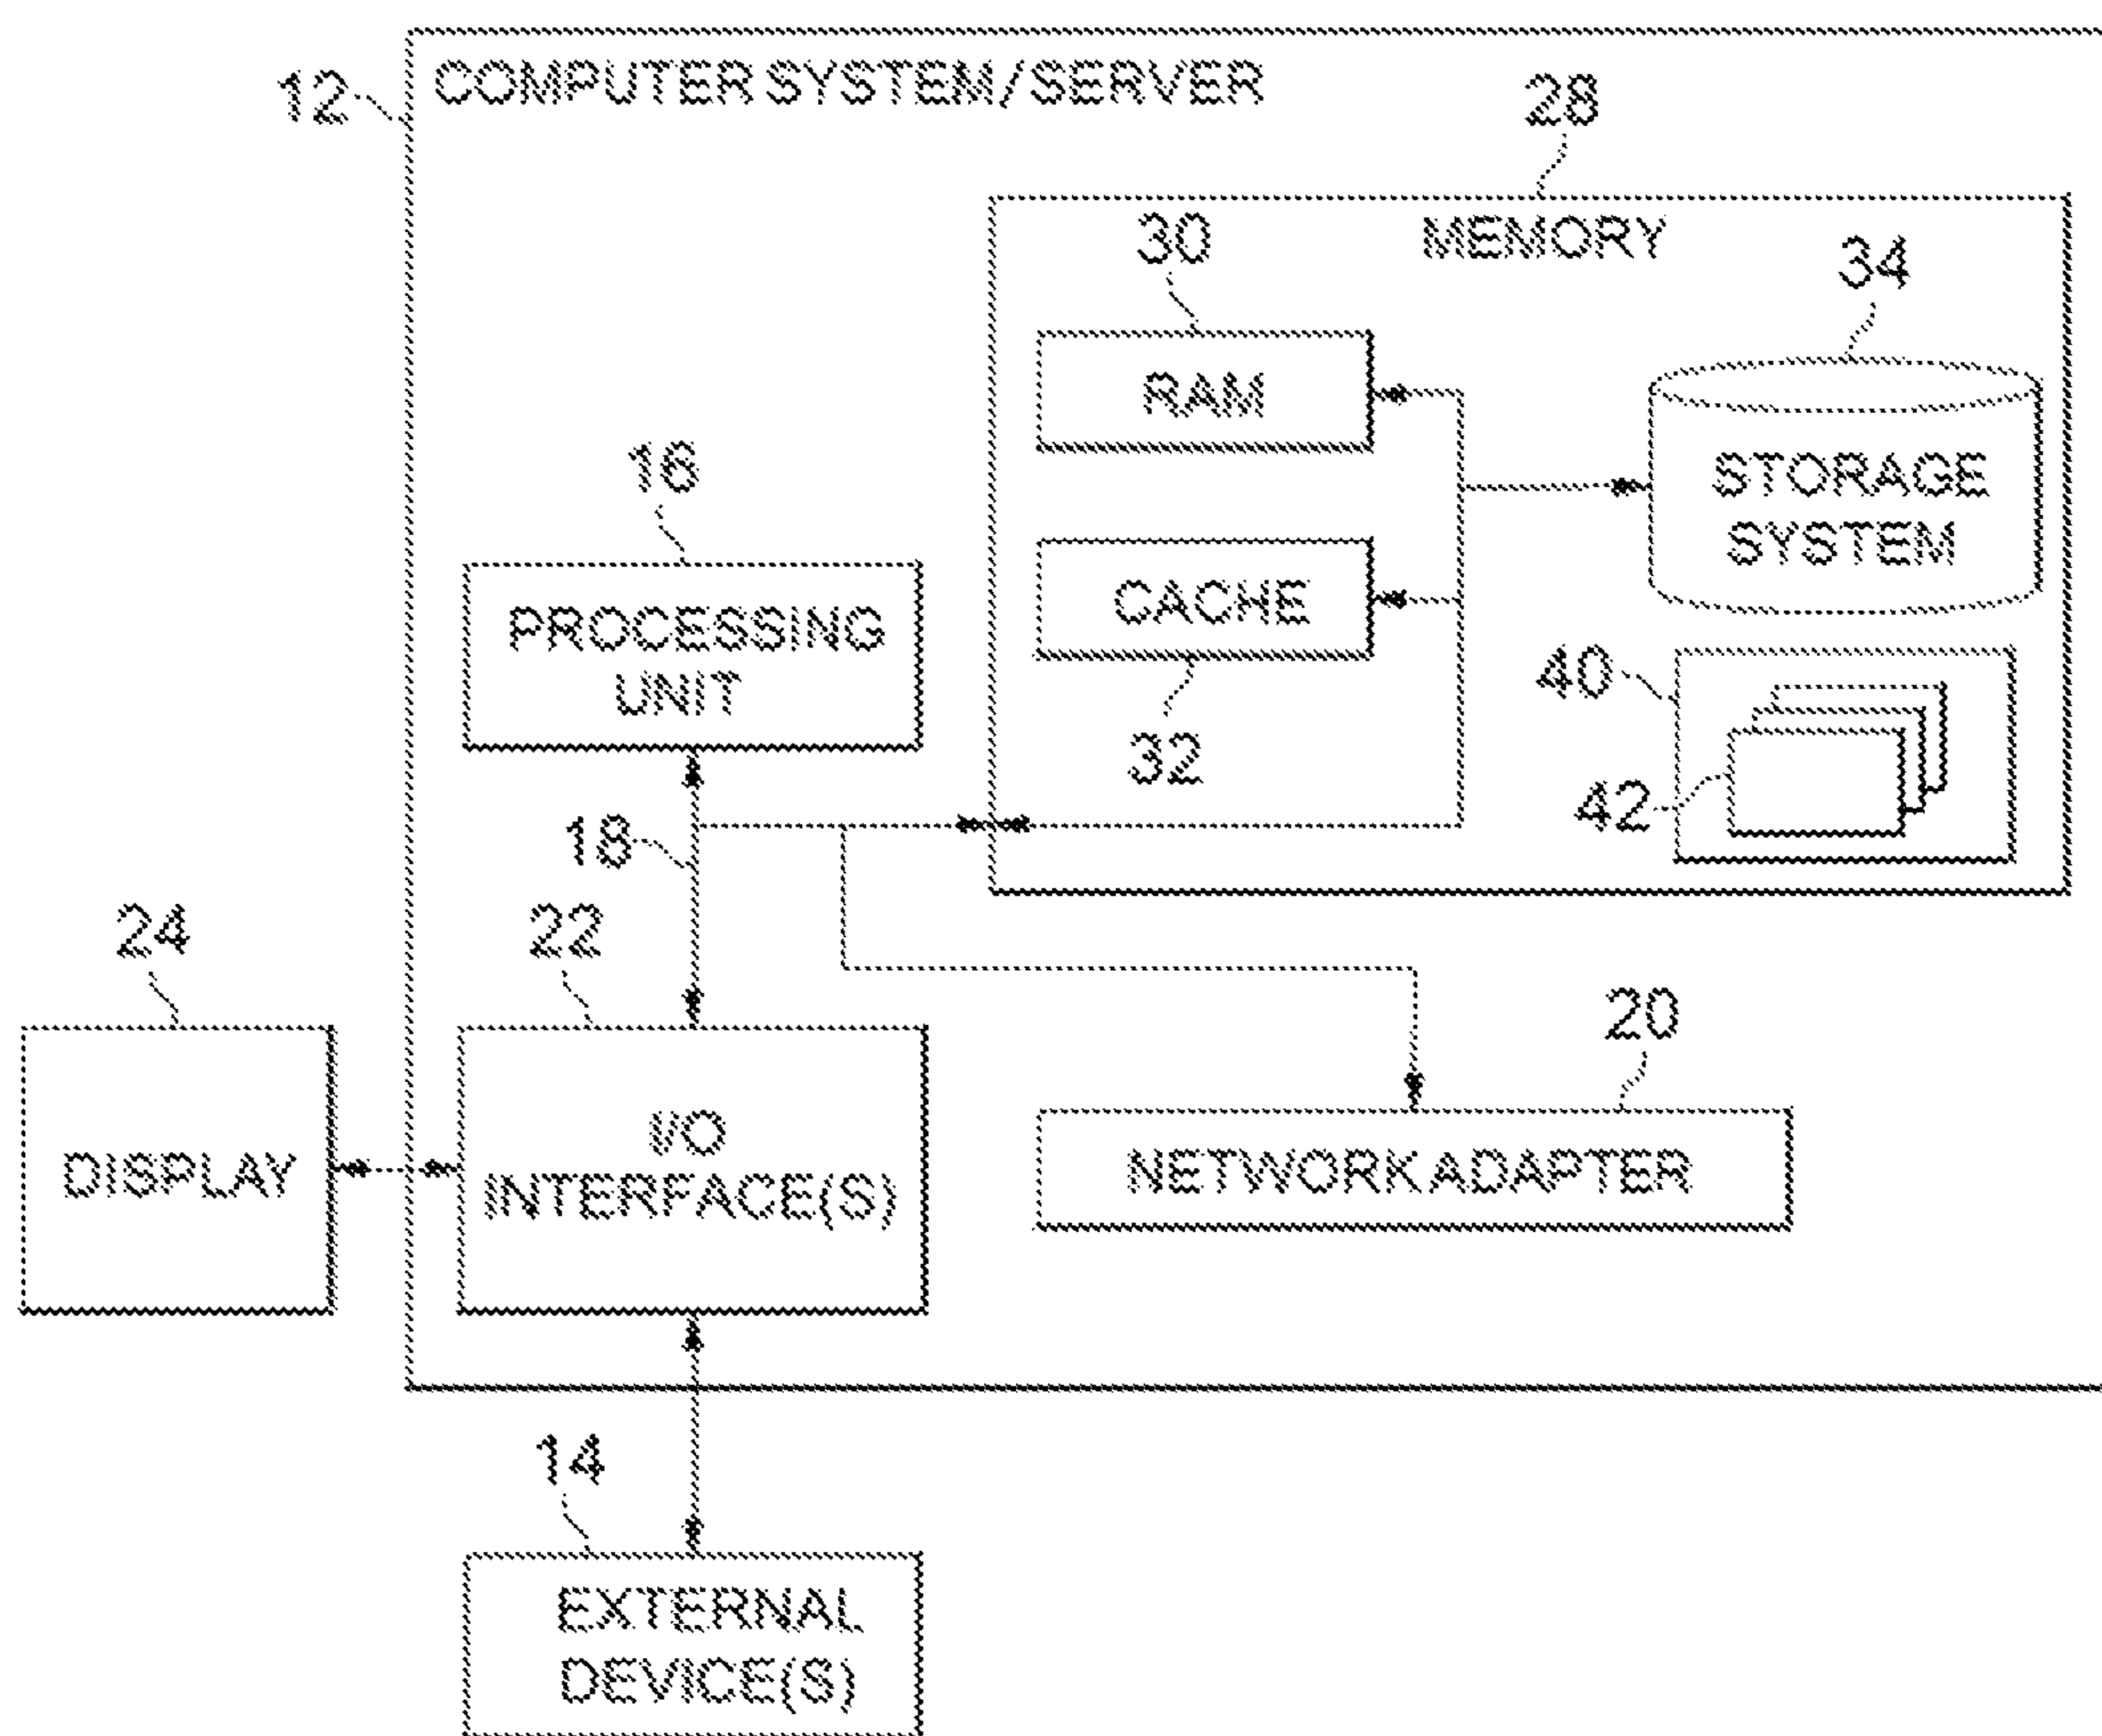 12
COMPUTER SYSTEM/SERVER
28
MEMORY
30
34
RAM
STORAGE
SYSTEM
16
PROCESSING
UNIT
CACHE
32
40
42
18
24
22
20
DISPLAY
I/O
INTERFACE(S)
NETWORK ADAPTER
14
EXTERNAL
DEVICE(S)